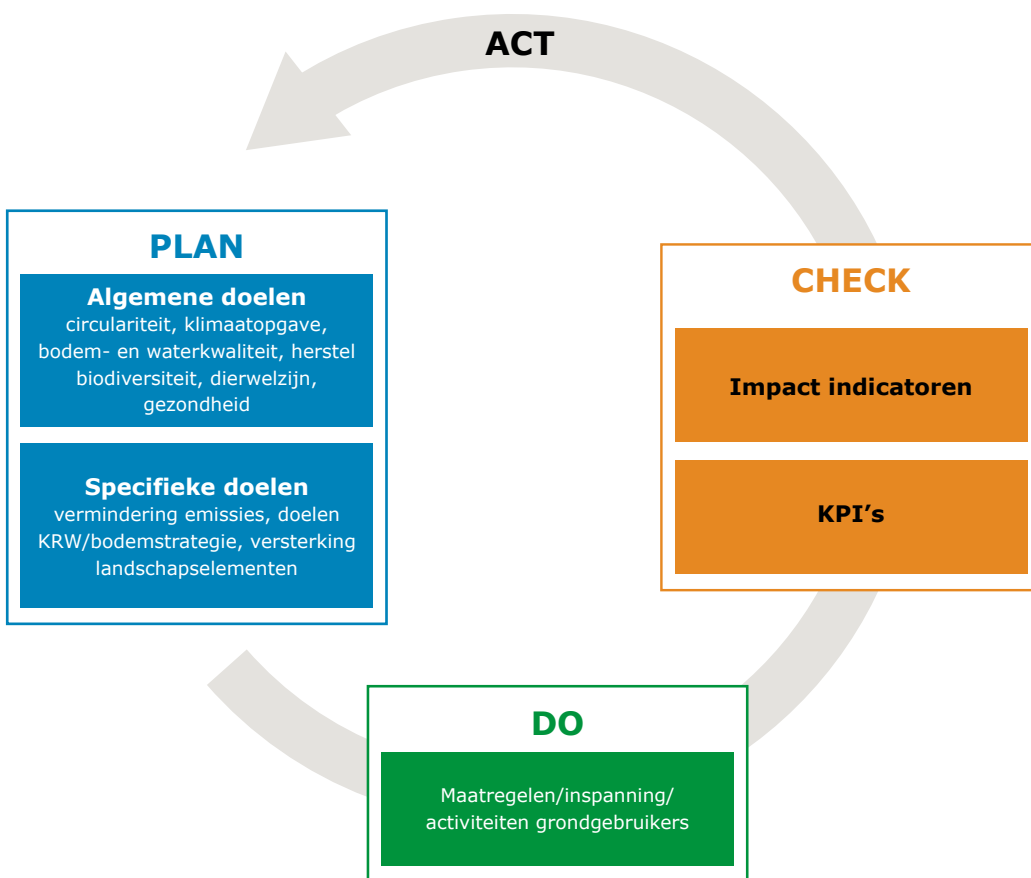 ACT
PLAN
Algemene doelen
circulariteit, klimaatopgave,
bodem- en waterkwaliteit, herstel
biodiversiteit, dierwelzijn,
gezondheid
Specifieke doelen
vermindering emissies, doelen
KRW/bodemstrategie, versterking
landschapselementen
CHECK
Impact indicatoren
KPI’s
DO
Maatregelen/inspanning/
activiteiten grondgebruikers